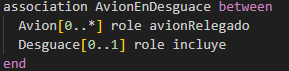 association AvionEnDesguace between
Avion[0..*] role avionRelegado
Desguace[0..1] role incluye
end